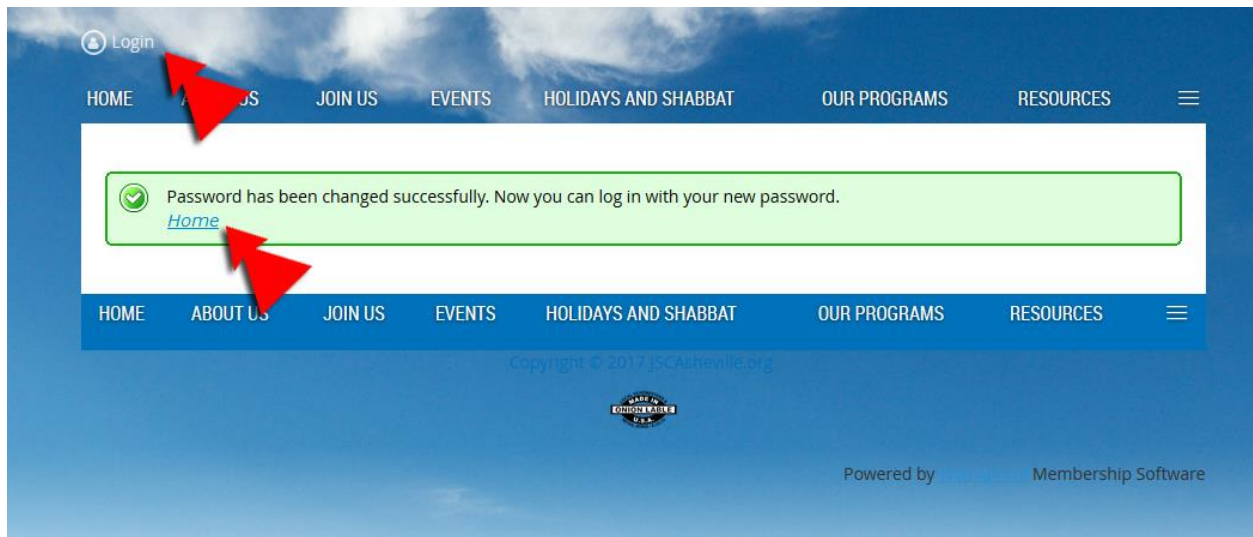 Login
HOME US JOIN US EVENTS HOLIDAYS AND SHABBAT OUR PROGRAMS RESOURCES
Password has been changed successfully. Now you can log in with your new password.
Home
HOME ABOUT US JOIN US EVENTS HOLIDAYS AND SHABBAT OUR PROGRAMS RESOURCES
Copyright © 2017 JSCAsheville.org
MADE IN
ONION LABLE
U.S.A.
Powered by Membership Software